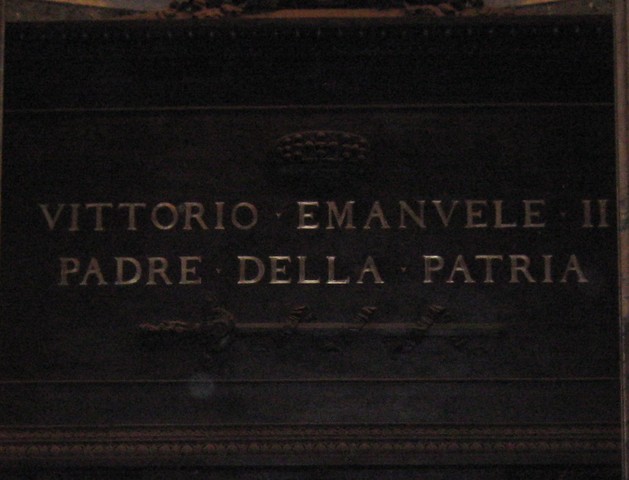 VITTORIO · EMANVELE · II
PADRE · DELLA · PATRIA